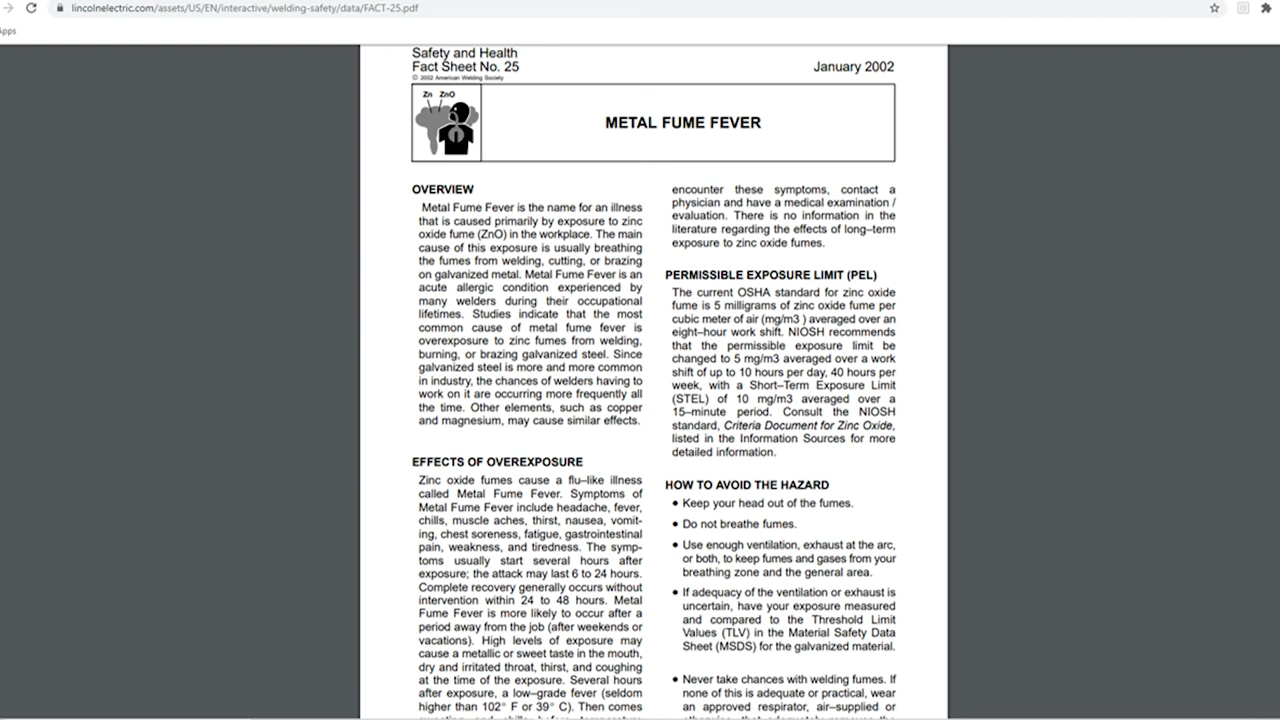 lincolnelectric.com/assets/US/EN/interactive/welding-safety/data/FACT-25.pdf
Apps
Safety and Health
Fact Sheet No. 25
© 2002 American Welding Society
January 2002
Zn ZnO
METAL FUME FEVER
OVERVIEW
Metal Fume Fever is the name for an illness
that is caused primarily by exposure to zinc
oxide fume (ZnO) in the workplace. The main
cause of this exposure is usually breathing
the fumes from welding, cutting, or brazing
on galvanized metal. Metal Fume Fever is an
acute allergic condition experienced by
many welders during their occupational
lifetimes. Studies indicate that the most
common cause of metal fume fever is
overexposure to zinc fumes from welding,
burning, or brazing galvanized steel. Since
galvanized steel is more and more common
in industry, the chances of welders having to
work on it are occurring more frequently all
the time. Other elements, such as copper
and magnesium, may cause similar effects.
EFFECTS OF OVEREXPOSURE
Zinc oxide fumes cause a flu–like illness
called Metal Fume Fever. Symptoms of
Metal Fume Fever include headache, fever,
chills, muscle aches, thirst, nausea, vomit-
ing, chest soreness, fatigue, gastrointestinal
pain, weakness, and tiredness. The symp-
toms usually start several hours after
exposure; the attack may last 6 to 24 hours.
Complete recovery generally occurs without
intervention within 24 to 48 hours. Metal
Fume Fever is more likely to occur after a
period away from the job (after weekends or
vacations). High levels of exposure may
cause a metallic or sweet taste in the mouth,
dry and irritated throat, thirst, and coughing
at the time of the exposure. Several hours
after exposure, a low–grade fever (seldom
higher than 102° F or 39° C). Then comes
encounter these symptoms, contact a
physician and have a medical examination /
evaluation. There is no information in the
literature regarding the effects of long–term
exposure to zinc oxide fumes.
PERMISSIBLE EXPOSURE LIMIT (PEL)
The current OSHA standard for zinc oxide
fume is 5 milligrams of zinc oxide fume per
cubic meter of air (mg/m3 ) averaged over an
eight–hour work shift. NIOSH recommends
that the permissible exposure limit be
changed to 5 mg/m3 averaged over a work
shift of up to 10 hours per day, 40 hours per
week, with a Short–Term Exposure Limit
(STEL) of 10 mg/m3 averaged over a
15–minute period. Consult the NIOSH
standard, Criteria Document for Zinc Oxide,
listed in the Information Sources for more
detailed information.
HOW TO AVOID THE HAZARD
● Keep your head out of the fumes.
● Do not breathe fumes.
● Use enough ventilation, exhaust at the arc,
or both, to keep fumes and gases from your
breathing zone and the general area.
● If adequacy of the ventilation or exhaust is
uncertain, have your exposure measured
and compared to the Threshold Limit
Values (TLV) in the Material Safety Data
Sheet (MSDS) for the galvanized material.
● Never take chances with welding fumes. If
none of this is adequate or practical, wear
an approved respirator, air–supplied or